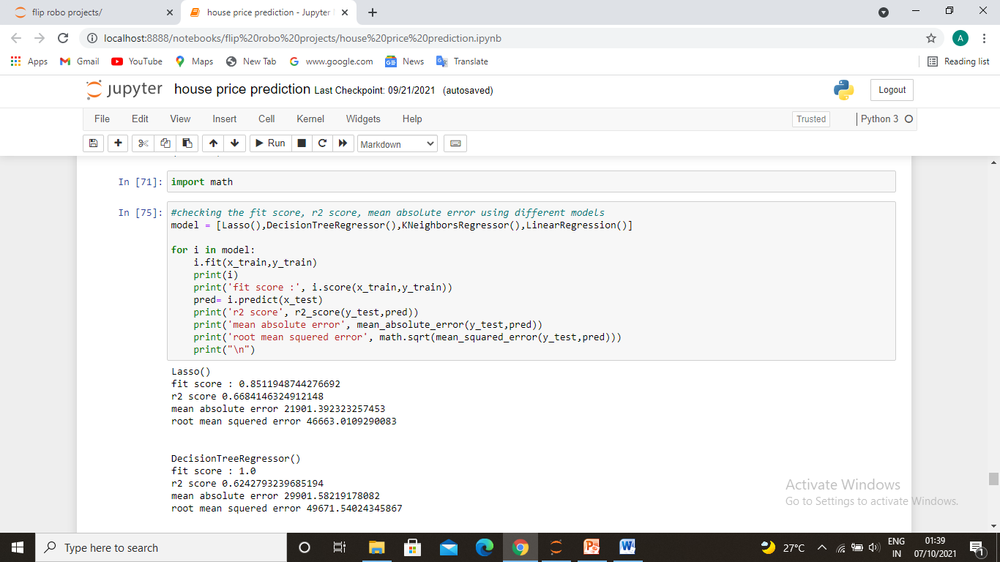 flip robo projects/
house price prediction - Jupyter
localhost:8888/notebooks/flip%20robo%20projects/house%20price%20prediction.ipynb
A
Apps Gmail YouTube Maps New Tab www.google.com News Translate Reading list
jupyter house price prediction Last Checkpoint: 09/21/2021 (autosaved)
Logout
File Edit View Insert Cell Kernel Widgets Help Trusted Python 3
Run Markdown
In [71]: import math
In [75]: #checking the fit score, r2 score, mean absolute error using different models
model = [Lasso(),DecisionTreeRegressor(),KNeighborsRegressor(),LinearRegression()]
for i in model:
    i.fit(x_train,y_train)
    print(i)
    print('fit score :', i.score(x_train,y_train))
    pred= i.predict(x_test)
    print('r2 score', r2_score(y_test,pred))
    print('mean absolute error', mean_absolute_error(y_test,pred))
    print('root mean squered error', math.sqrt(mean_squared_error(y_test,pred)))
    print("\n")
Lasso()
fit score : 0.8511948744276692
r2 score 0.6684146324912148
mean absolute error 21901.392323257453
root mean squered error 46663.0109290083
DecisionTreeRegressor()
fit score : 1.0
r2 score 0.6242793239685194
mean absolute error 29901.58219178082
root mean squered error 49671.54024345867
Activate Windows
Go to Settings to activate Windows.
Type here to search
27°C
ENG
IN
01:39
07/10/2021
1